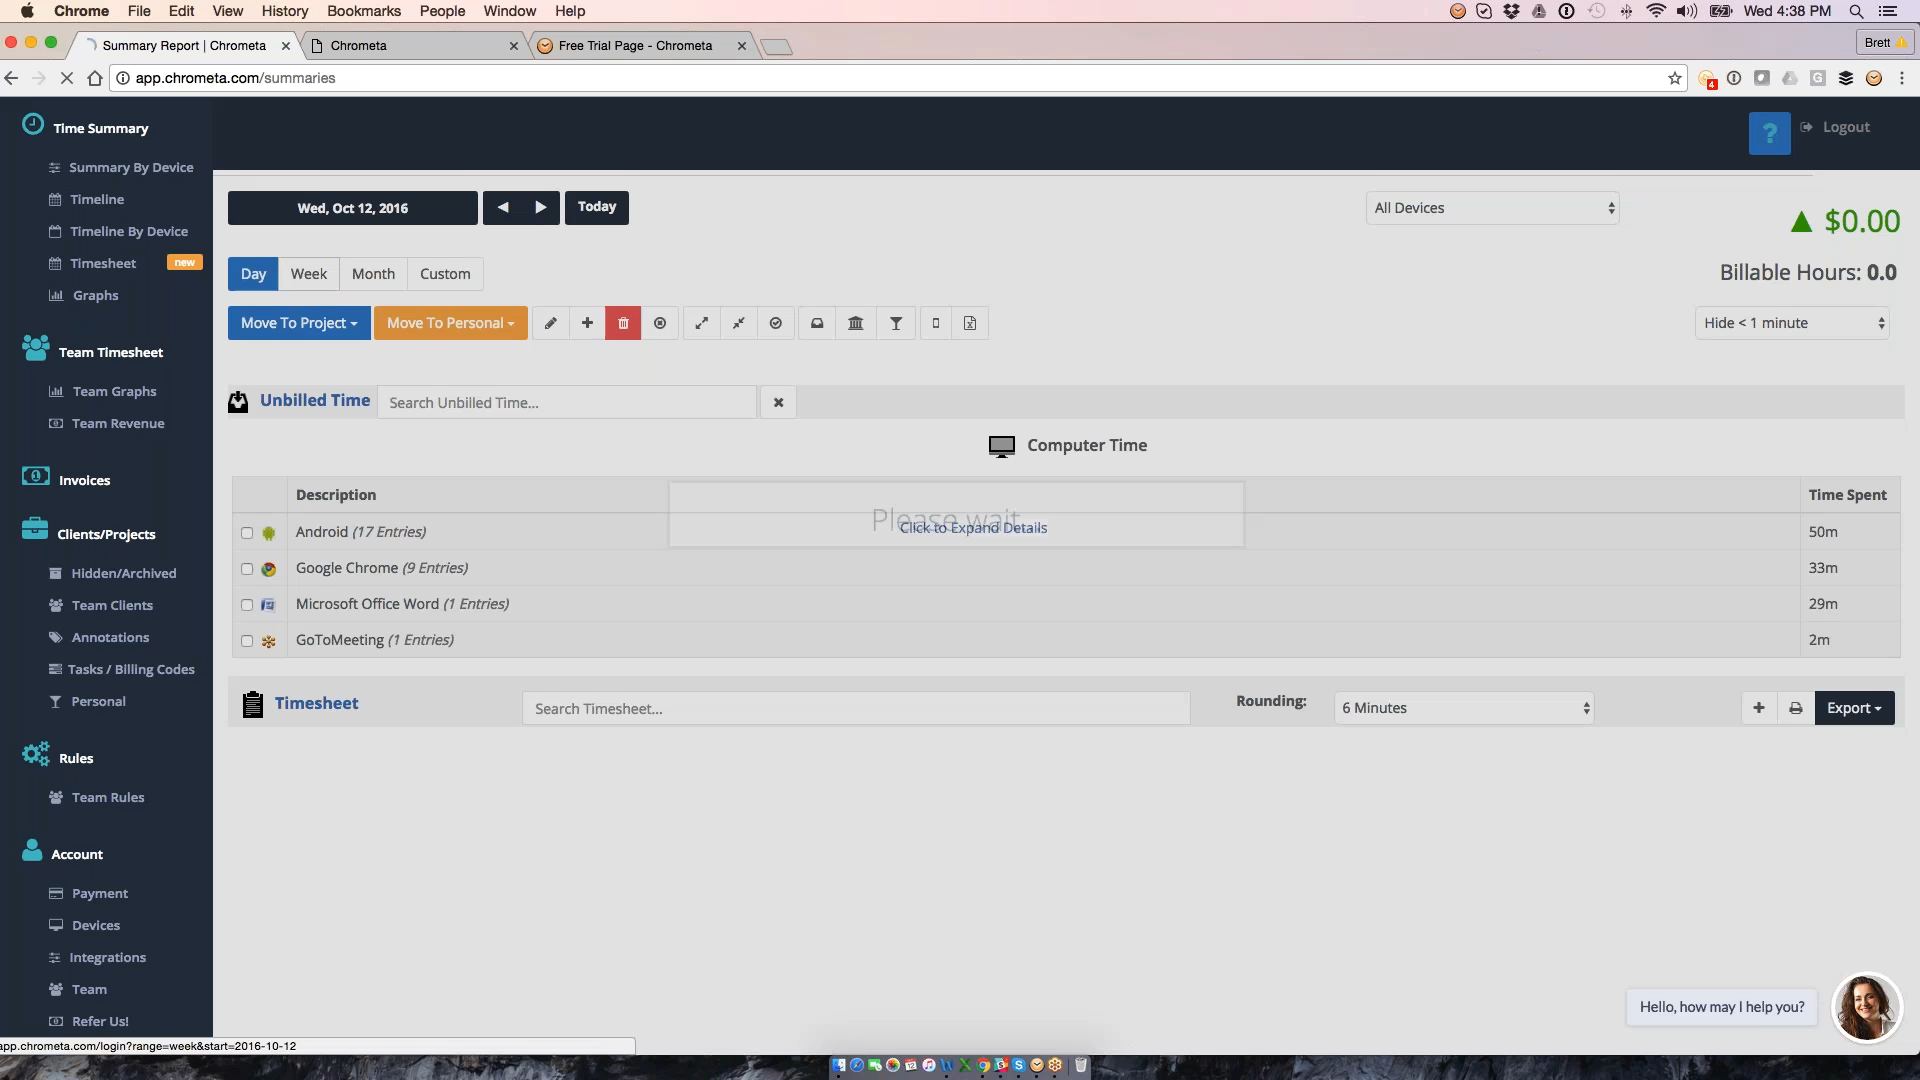 Chrome File Edit View History Bookmarks People Window Help Wed 4:38 PM
Summary Report | Chrometa Chrometa Free Trial Page - Chrometa Brett
app.chrometa.com/summaries 4
Time Summary
Summary By Device
Timeline
Timeline By Device
Timesheet new
Graphs
Team Timesheet
Team Graphs
Team Revenue
Invoices
Clients/Projects
Hidden/Archived
Team Clients
Annotations
Tasks / Billing Codes
Personal
Rules
Team Rules
Account
Payment
Devices
Integrations
Team
Refer Us!
? Logout
Wed, Oct 12, 2016 Today All Devices
$0.00
Day Week Month Custom Billable Hours: 0.0
Move To Project Move To Personal Hide < 1 minute
Unbilled Time Search Unbilled Time...
Computer Time
Description Time Spent
Please wait...
Click to Expand Details
Android (17 Entries) 50m
Google Chrome (9 Entries) 33m
Microsoft Office Word (1 Entries) 29m
GoToMeeting (1 Entries) 2m
Timesheet Search Timesheet... Rounding: 6 Minutes Export
Hello, how may I help you?
app.chrometa.com/login?range=week&start=2016-10-12